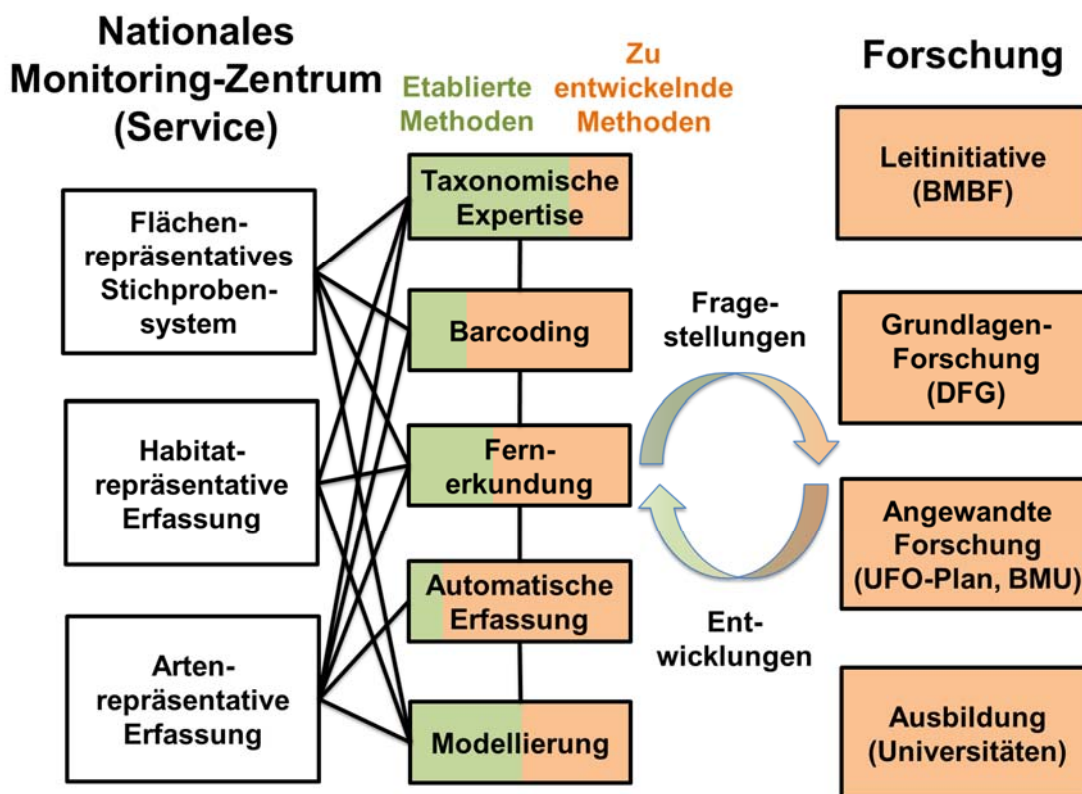 Nationales
Monitoring-Zentrum
(Service)
Flächen-
repräsentatives
Stichproben-
system
Habitat-
repräsentative
Erfassung
Arten-
repräsentative
Erfassung
Etablierte
Methoden
Zu
entwickelnde
Methoden
Taxonomische
Expertise
Barcoding
Fern-
erkundung
Automatische
Erfassung
Modellierung
Frage-
stellungen
Ent-
wicklungen
Forschung
Leitinitiative
(BMBF)
Grundlagen-
Forschung
(DFG)
Angewandte
Forschung
(UFO-Plan, BMU)
Ausbildung
(Universitäten)